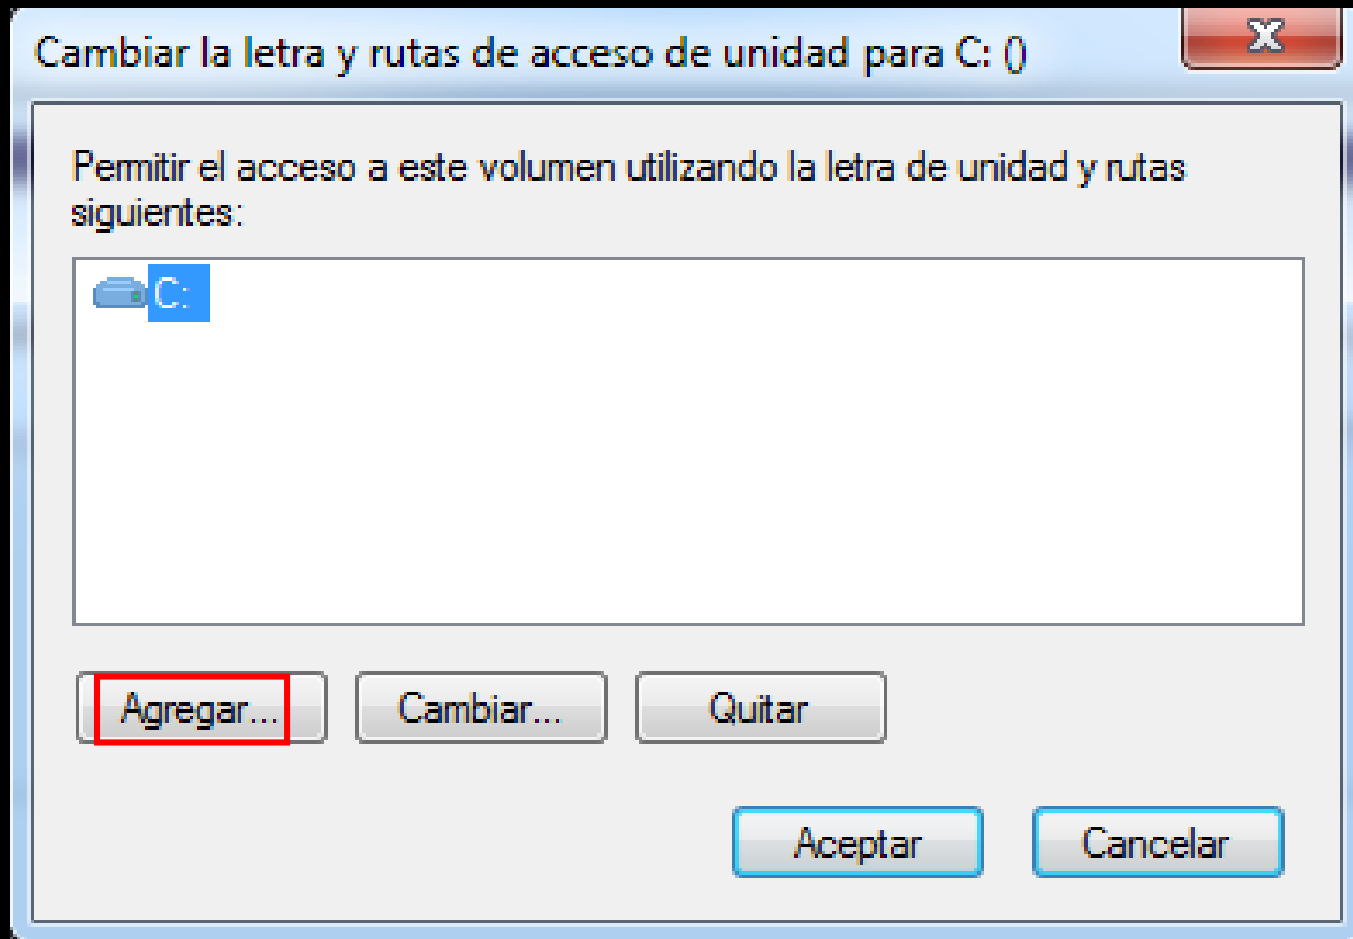 Cambiar la letra y rutas de acceso de unidad para C: ()
Permitir el acceso a este volumen utilizando la letra de unidad y rutas
siguientes:
C:
Agregar... Cambiar... Quitar
Aceptar Cancelar